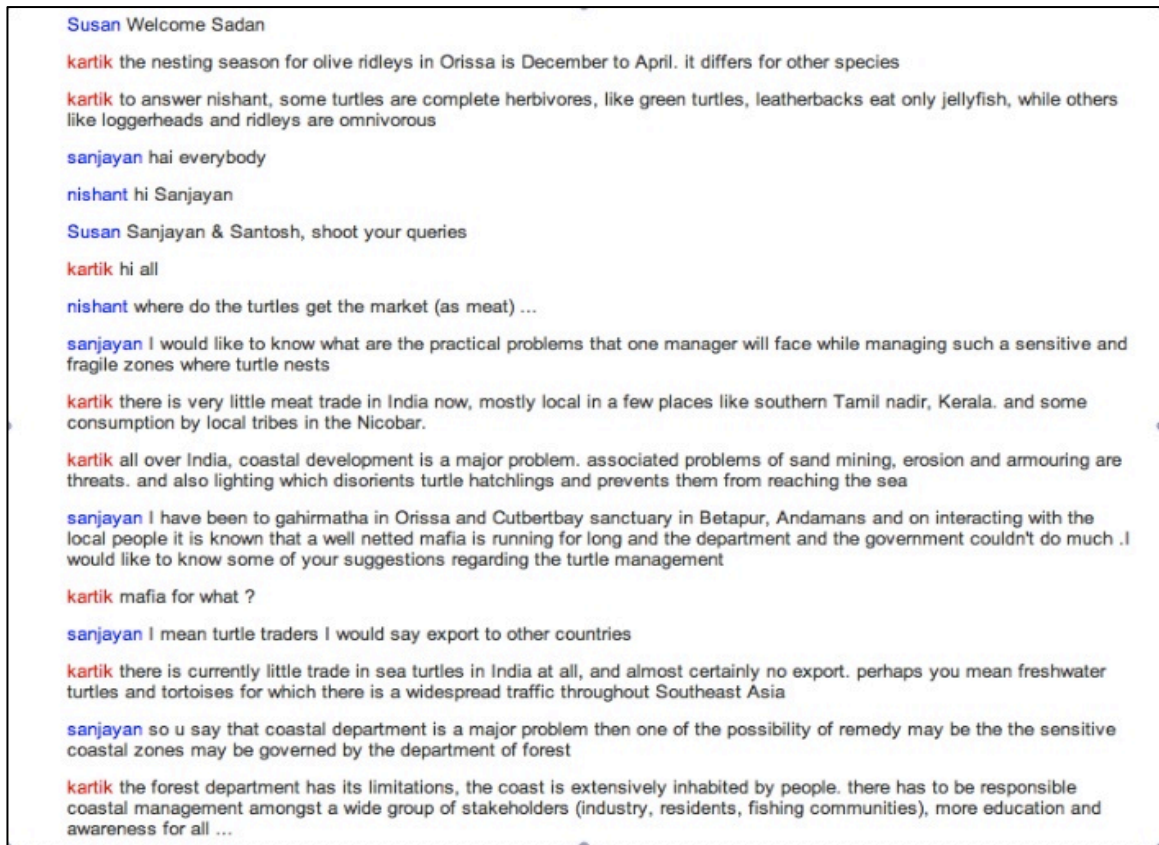 Susan Welcome Sadan
kartik the nesting season for olive ridleys in Orissa is December to April. it differs for other species
kartik to answer nishant, some turtles are complete herbivores, like green turtles, leatherbacks eat only jellyfish, while others
like loggerheads and ridleys are omnivorous
sanjayan hai everybody
nishant hi Sanjayan
Susan Sanjayan & Santosh, shoot your queries
kartik hi all
nishant where do the turtles get the market (as meat) ...
sanjayan I would like to know what are the practical problems that one manager will face while managing such a sensitive and
fragile zones where turtle nests
kartik there is very little meat trade in India now, mostly local in a few places like southern Tamil nadir, Kerala. and some
consumption by local tribes in the Nicobar.
kartik all over India, coastal development is a major problem. associated problems of sand mining, erosion and armouring are
threats. and also lighting which disorients turtle hatchlings and prevents them from reaching the sea
sanjayan I have been to gahirmatha in Orissa and Cutbertbay sanctuary in Betapur, Andamans and on interacting with the
local people it is known that a well netted mafia is running for long and the department and the government couldn't do much .I
would like to know some of your suggestions regarding the turtle management
kartik mafia for what ?
sanjayan I mean turtle traders I would say export to other countries
kartik there is currently little trade in sea turtles in India at all, and almost certainly no export. perhaps you mean freshwater
turtles and tortoises for which there is a widespread traffic throughout Southeast Asia
sanjayan so u say that coastal department is a major problem then one of the possibility of remedy may be the the sensitive
coastal zones may be governed by the department of forest
kartik the forest department has its limitations, the coast is extensively inhabited by people. there has to be responsible
coastal management amongst a wide group of stakeholders (industry, residents, fishing communities), more education and
awareness for all ...